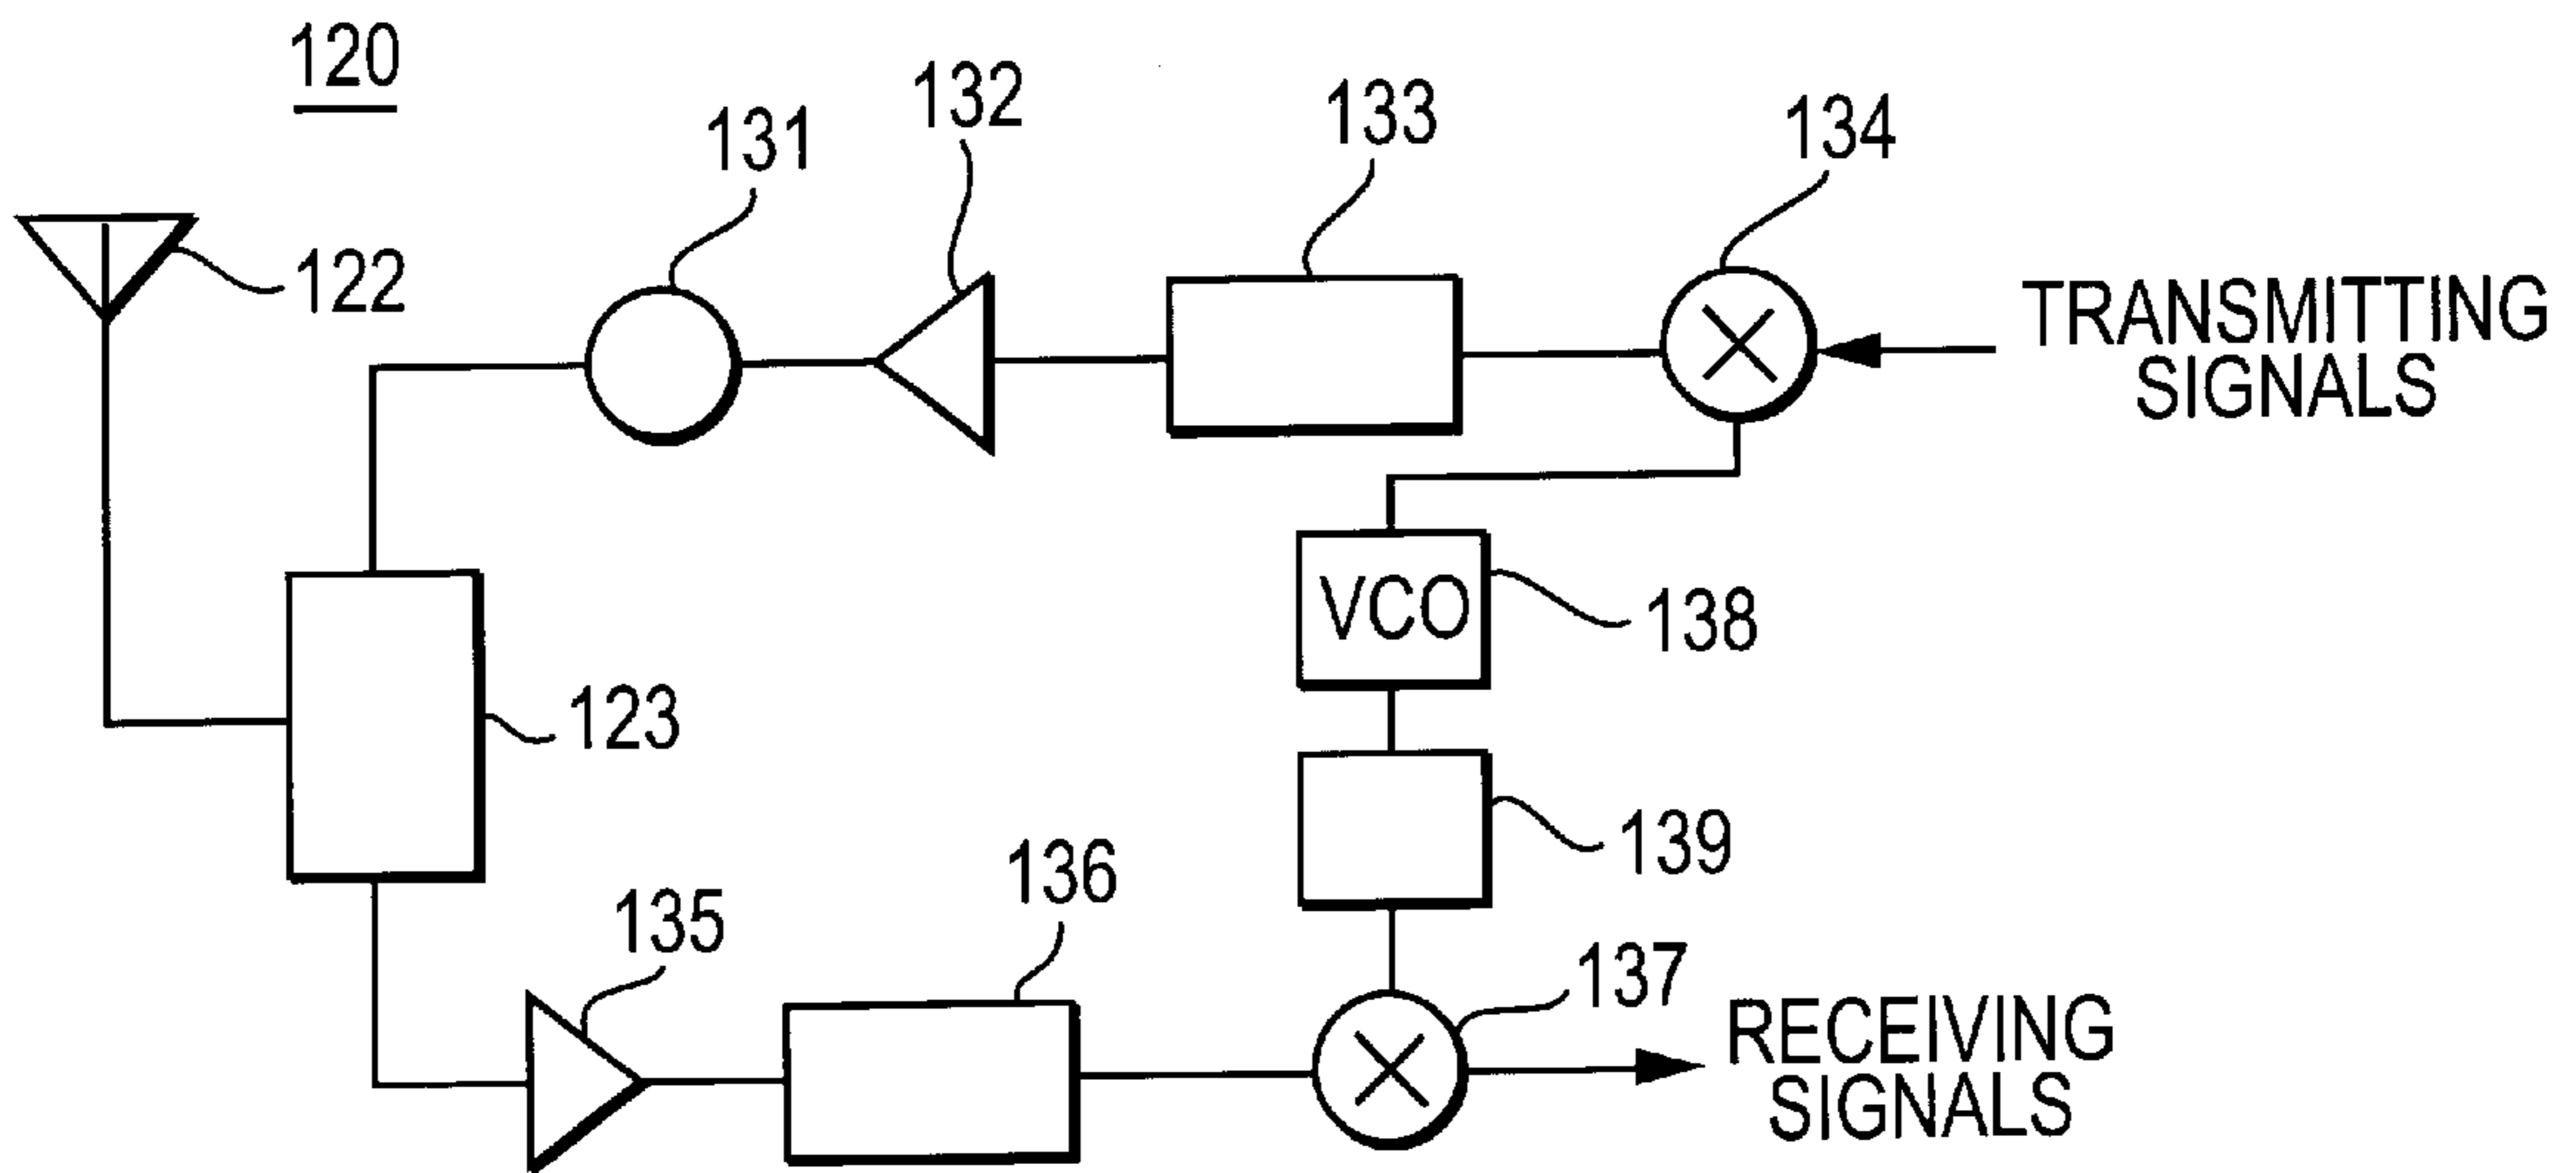 120
132
133
134
131
122
TRANSMITTING
SIGNALS
VCO
138
123
139
136
135
137
RECEIVING
SIGNALS